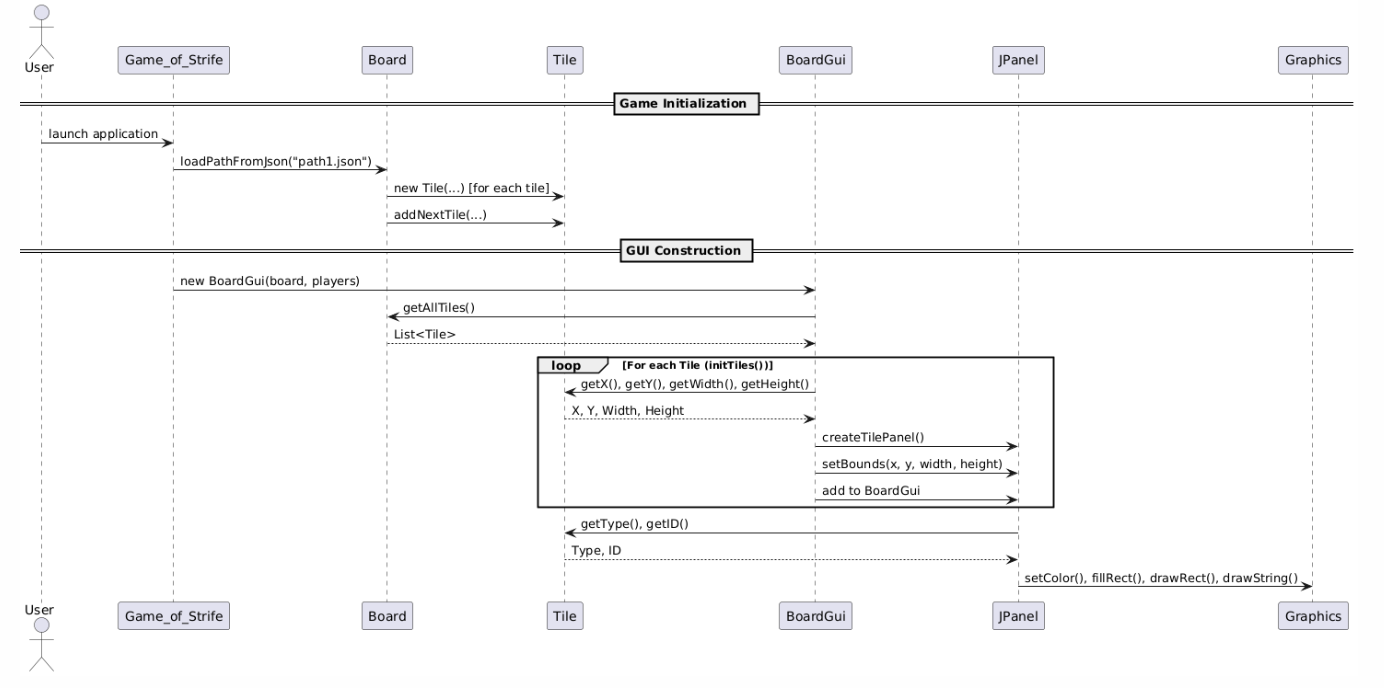 User
Game_of_Strife
Board
Tile
BoardGui
JPanel
Graphics
Game Initialization
launch application
loadPathFromJson("path1.json")
new Tile(...) [for each tile]
addNextTile(...)
GUI Construction
new BoardGui(board, players)
getAllTiles()
List<Tile>
loop [For each Tile (initTiles())]
getX(), getY(), getWidth(), getHeight()
X, Y, Width, Height
createTilePanel()
setBounds(x, y, width, height)
add to BoardGui
getType(), getID()
Type, ID
setColor(), fillRect(), drawRect(), drawString()
User
Game_of_Strife
Board
Tile
BoardGui
JPanel
Graphics